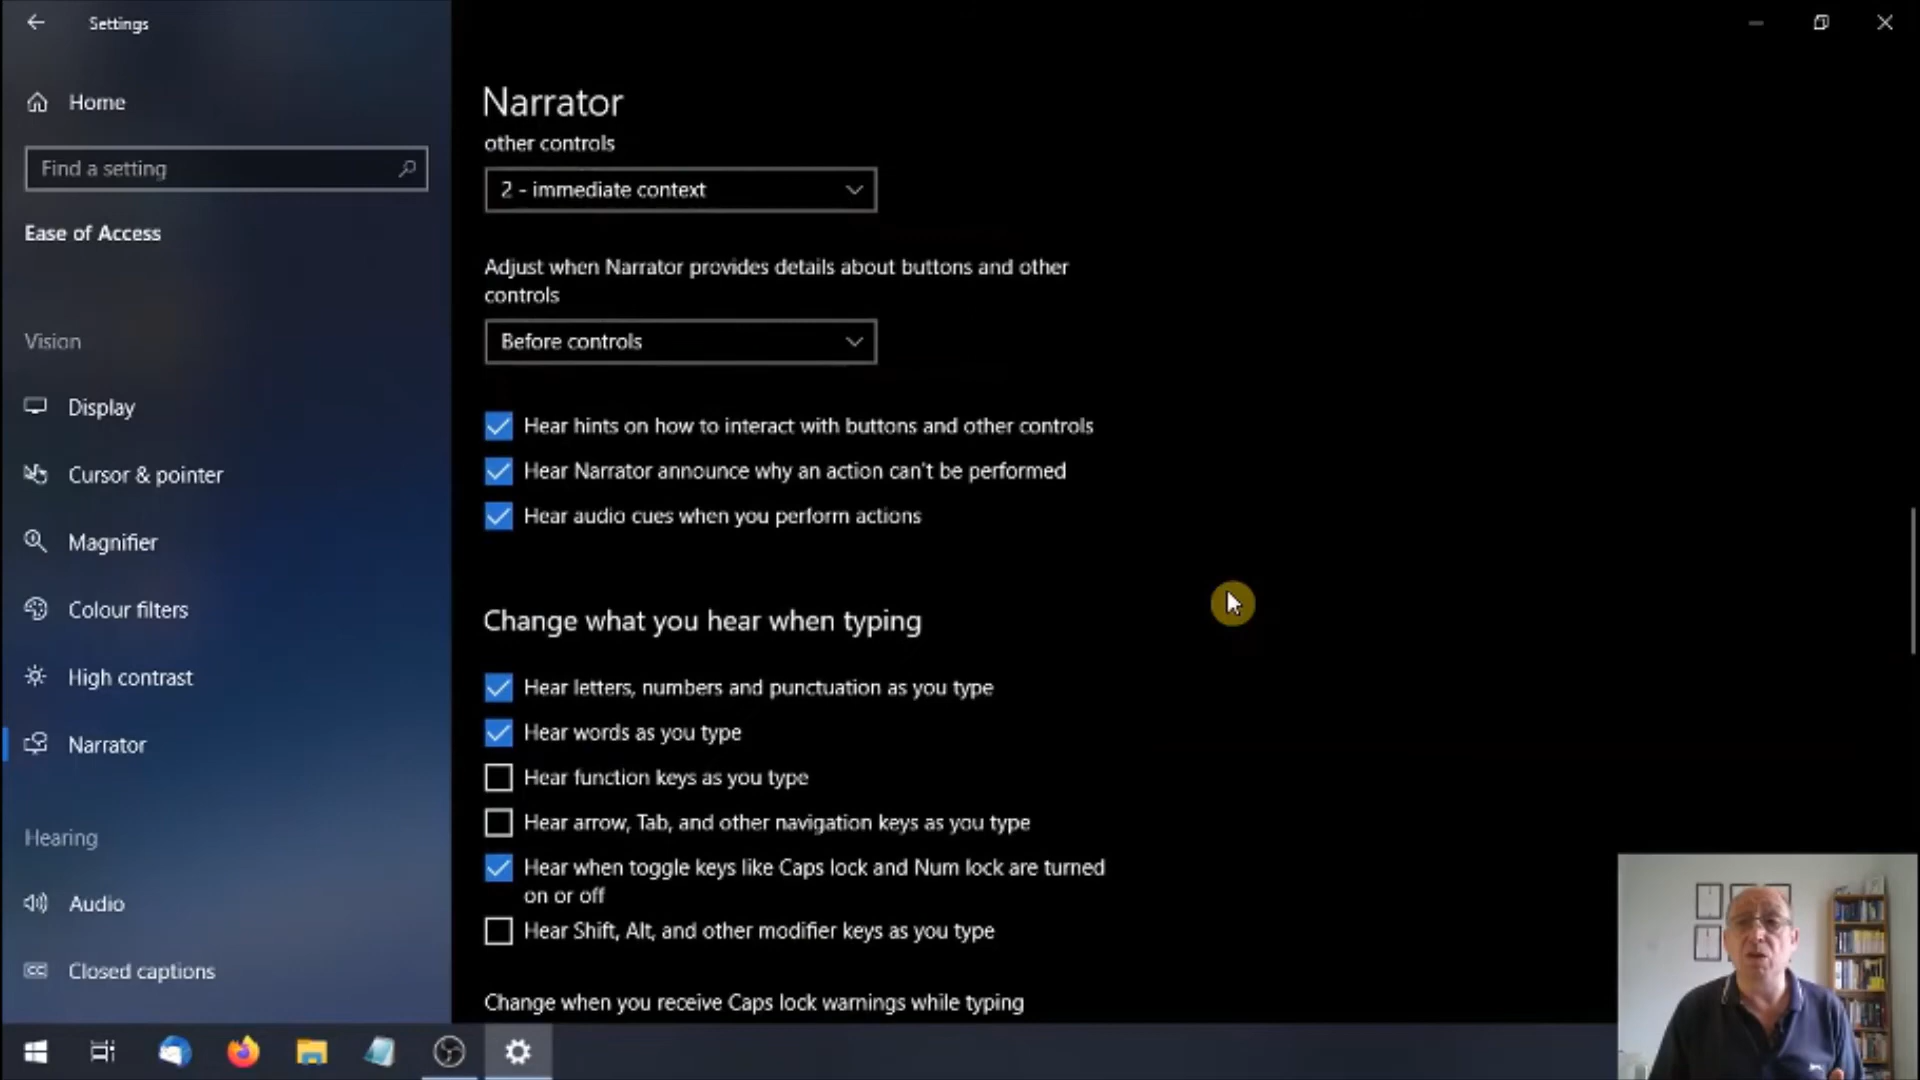 Settings
Home
Find a setting
Ease of Access
Vision
Display
Cursor & pointer
Magnifier
Colour filters
High contrast
Narrator
Hearing
Audio
Closed captions
Narrator
other controls
2 - immediate context
Adjust when Narrator provides details about buttons and other
controls
Before controls
Hear hints on how to interact with buttons and other controls
Hear Narrator announce why an action can't be performed
Hear audio cues when you perform actions
Change what you hear when typing
Hear letters, numbers and punctuation as you type
Hear words as you type
Hear function keys as you type
Hear arrow, Tab, and other navigation keys as you type
Hear when toggle keys like Caps lock and Num lock are turned
on or off
Hear Shift, Alt, and other modifier keys as you type
Change when you receive Caps lock warnings while typing